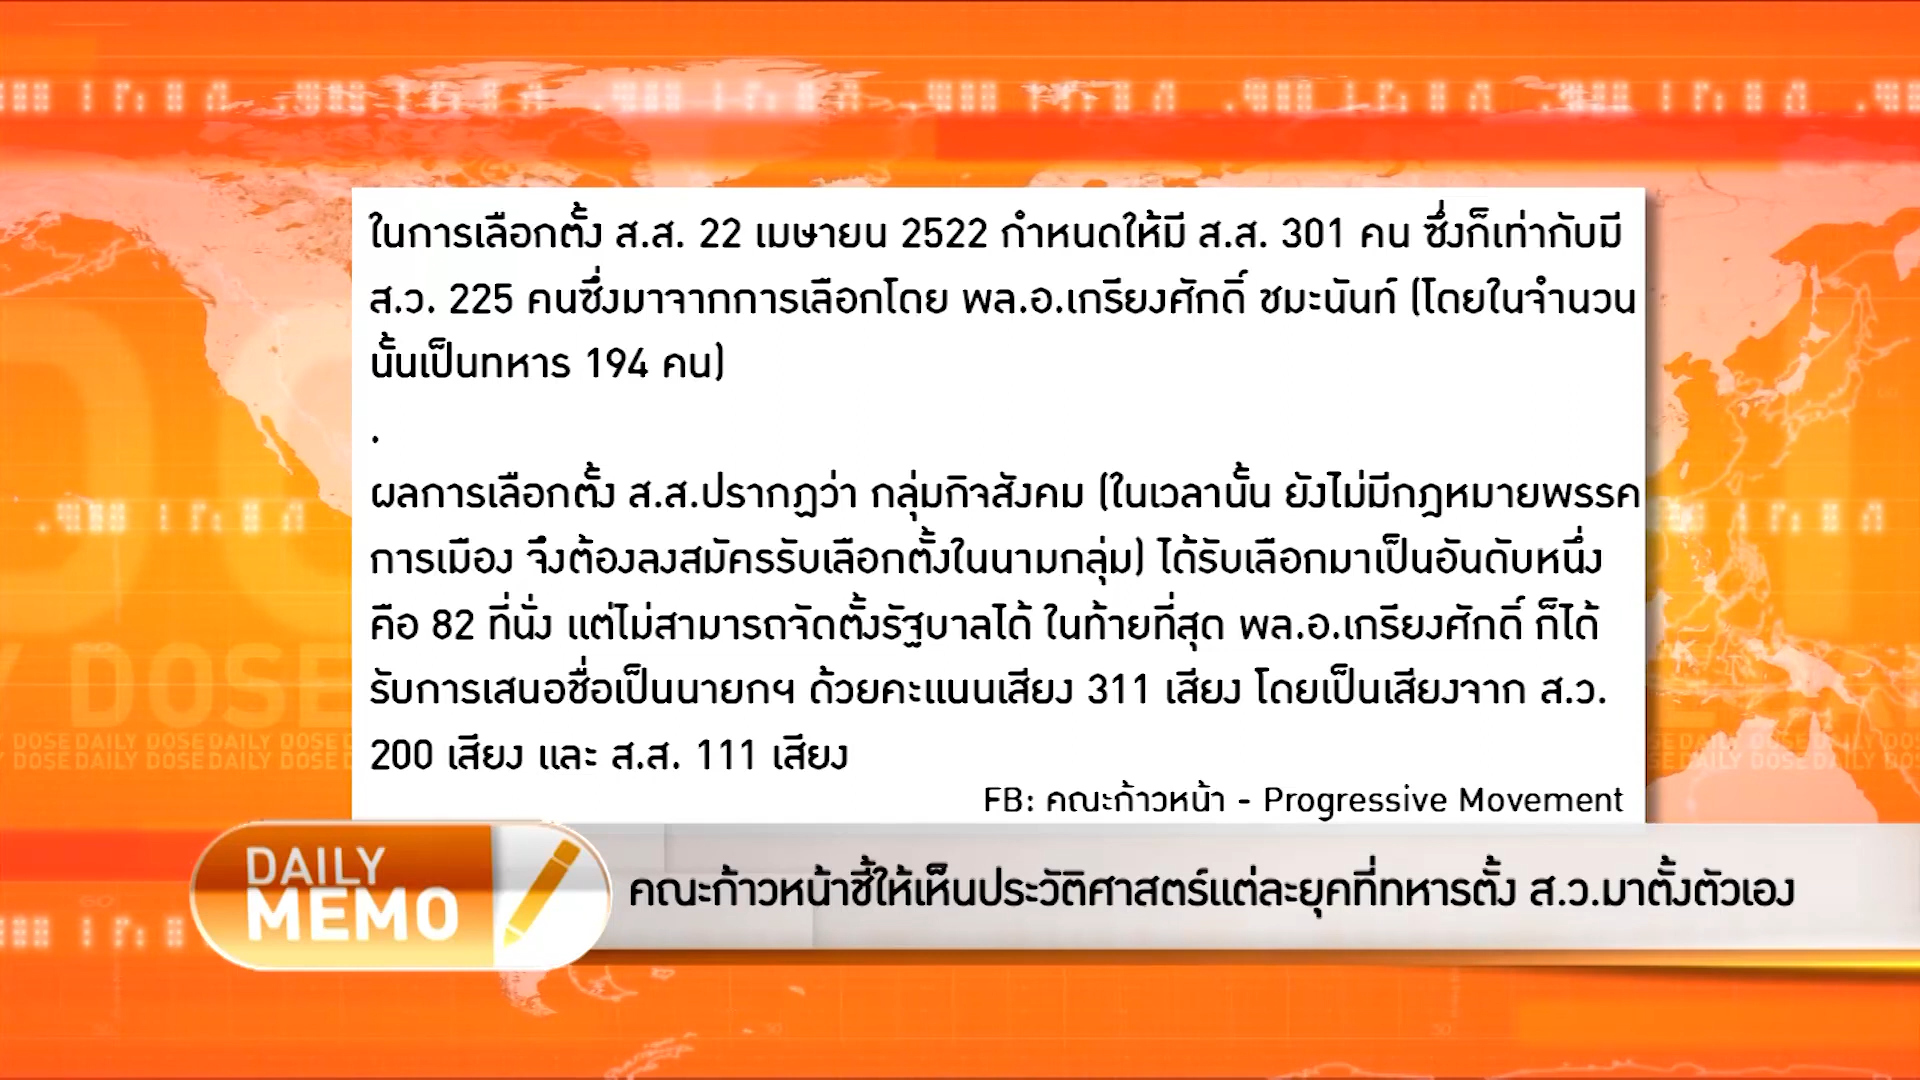 ในการเลือกตั้ง ส.ส. 22 เมษายน 2522 กำหนดให้มี ส.ส. 301 คน ซึ่งก็เท่ากับมี
ส.ว. 225 คนซึ่งมาจากการเลือกโดย พล.อ.เกรียงศักดิ์ ชมะนันท์ (โดยในจำนวน
นั้นเป็นทหาร 194 คน)
.
ผลการเลือกตั้ง ส.ส.ปรากฏว่า กลุ่มกิจสังคม (ในเวลานั้น ยังไม่มีกฎหมายพรรค
การเมือง จึงต้องลงสมัครรับเลือกตั้งในนามกลุ่ม) ได้รับเลือกมาเป็นอันดับหนึ่ง
คือ 82 ที่นั่ง แต่ไม่สามารถจัดตั้งรัฐบาลได้ ในท้ายที่สุด พล.อ.เกรียงศักดิ์ ก็ได้
รับการเสนอชื่อเป็นนายกฯ ด้วยคะแนนเสียง 311 เสียง โดยเป็นเสียงจาก ส.ว.
200 เสียง และ ส.ส. 111 เสียง
FB: คณะก้าวหน้า - Progressive Movement
DAILY
MEMO
คณะก้าวหน้าชี้ให้เห็นประวัติศาสตร์แต่ละยุคที่ทหารตั้ง ส.ว.มาตั้งตัวเอง
Y DOSE
DOSE DAILY DOSE DAILY DOSE
DOSE DAILY DOSE DAILY DOSE